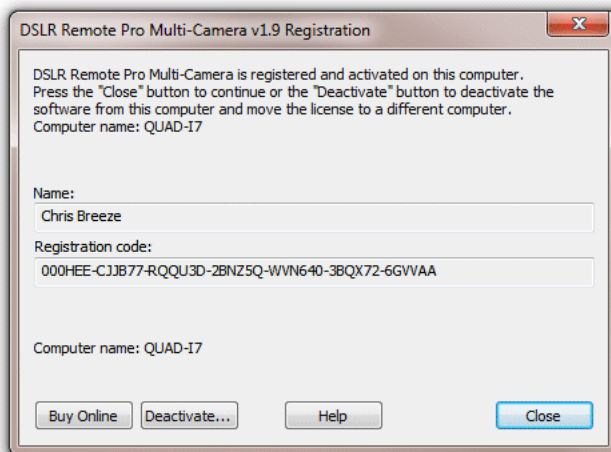 DSLR Remote Pro Multi-Camera v1.9 Registration
DSLR Remote Pro Multi-Camera is registered and activated on this computer.
Press the "Close" button to continue or the "Deactivate" button to deactivate the
software from this computer and move the license to a different computer.
Computer name: QUAD-I7
Name:
Chris Breeze
Registration code:
000HEE-CJJB77-RQQU3D-2BNZ5Q-WVN640-3BQX72-6GVVAA
Computer name: QUAD-I7
Buy Online Deactivate... Help Close